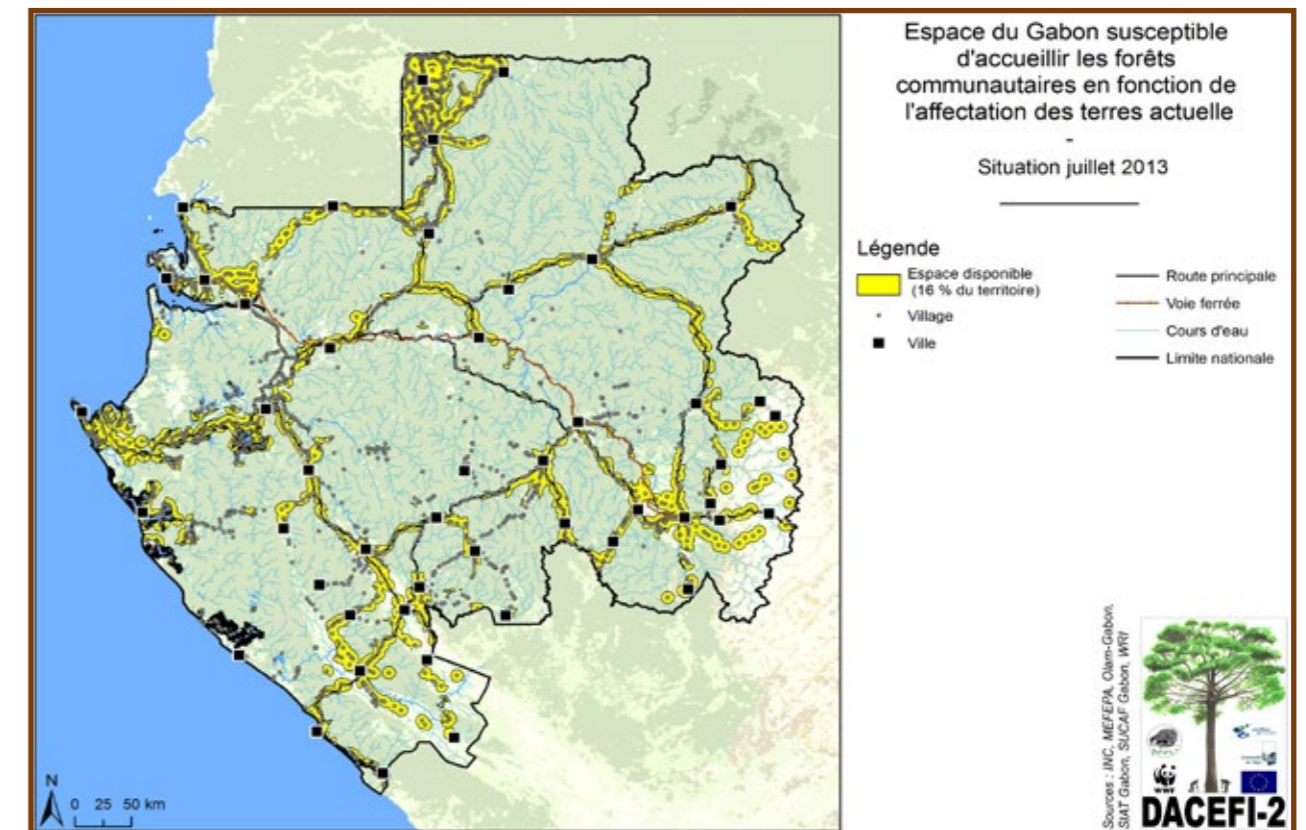 Espace du Gabon susceptible
d'accueillir les forêts
communautaires en fonction de
l'affectation des terres actuelle
-
Situation juillet 2013
Légende
Espace disponible
(16 % du territoire)
Village
Ville
Route principale
Voie ferrée
Cours d'eau
Limite nationale
N
0 25 50 km
Sources : INC, MEFEPA, Olam-Gabon,
SIAT Gabon, SUCAF Gabon, WRI
WWF
DACEFI-2